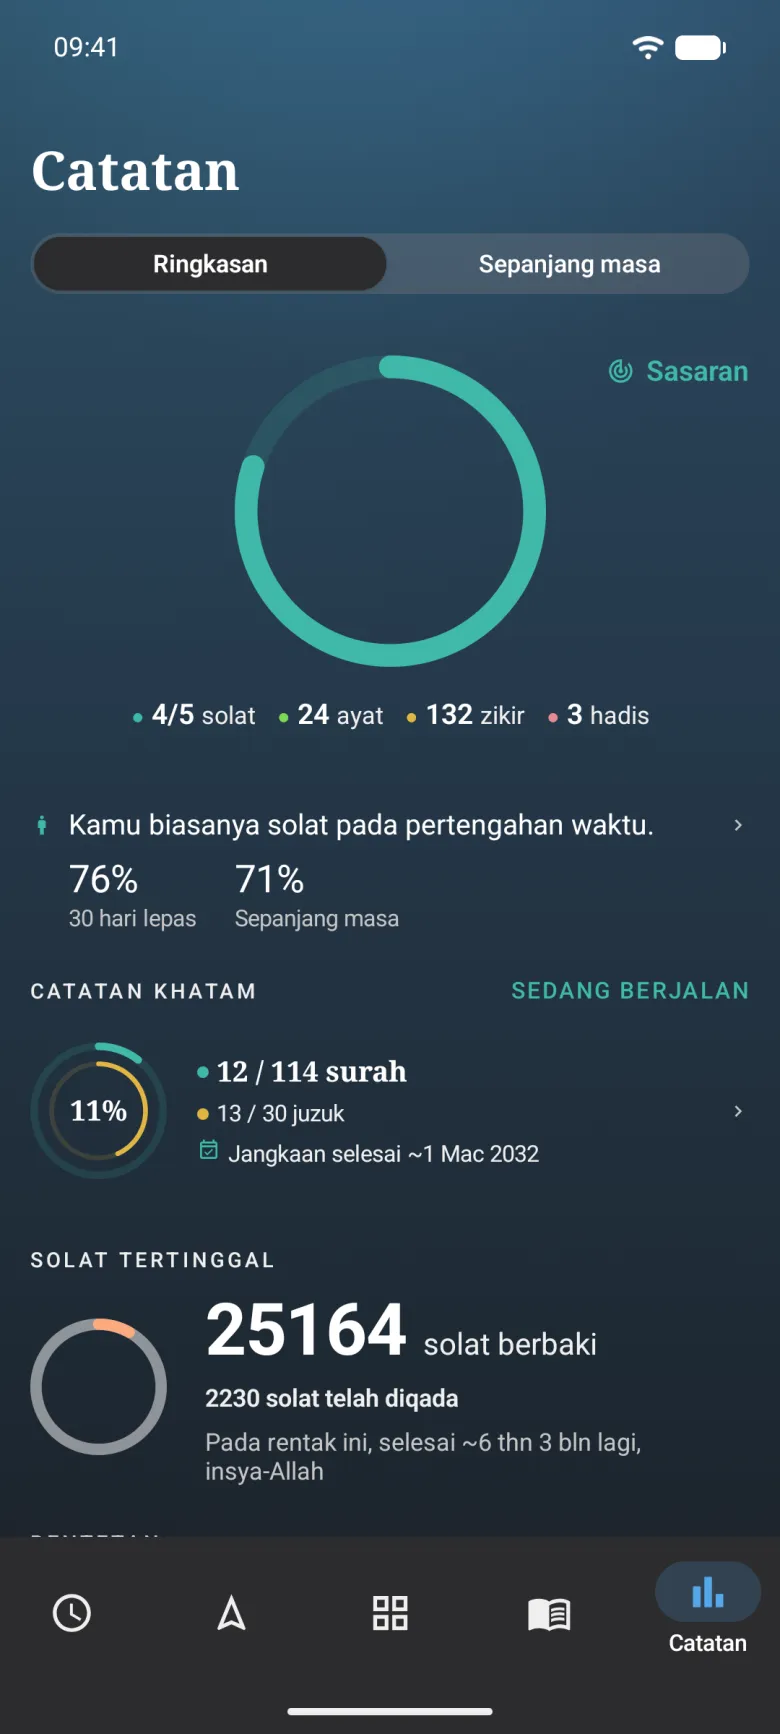 09:41
Catatan
Ringkasan
Sepanjang masa
Sasaran
4/5 solat 24 ayat 132 zikir 3 hadis
Kamu biasanya solat pada pertengahan waktu.
76% 71%
30 hari lepas Sepanjang masa
CATATAN KHATAM SEDANG BERJALAN
11%
12 / 114 surah
13 / 30 juzuk
Jangkaan selesai ~1 Mac 2032
SOLAT TERTINGGAL
25164 solat berbaki
2230 solat telah diqada
Pada rentak ini, selesai ~6 thn 3 bln lagi,
insya-Allah
Catatan